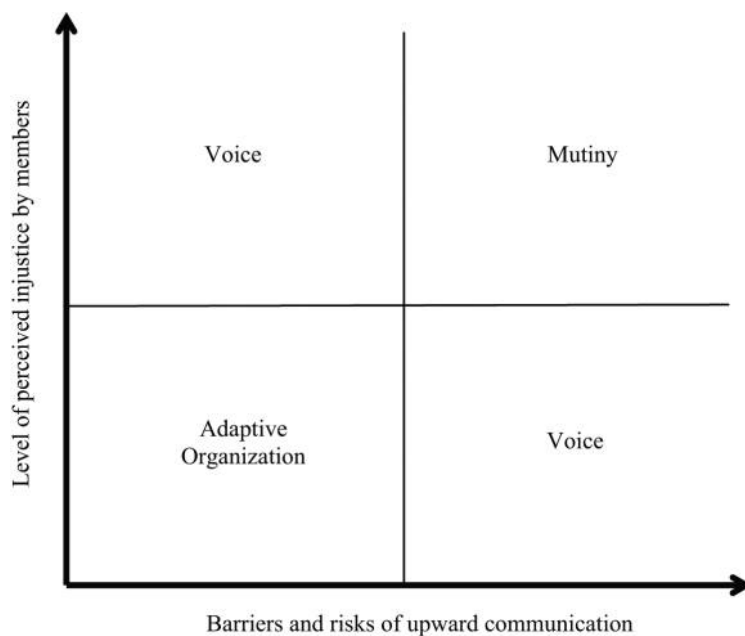 Level of perceived injustice by members
Voice
Mutiny
Adaptive
Organization
Voice
Barriers and risks of upward communication